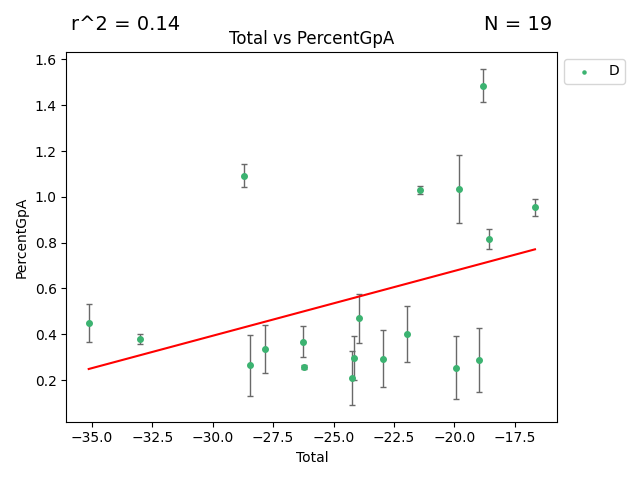 r^2 = 0.14
N = 19
Total vs PercentGpA
D
PercentGpA
1.6
1.4
1.2
1.0
0.8
0.6
0.4
0.2
−35.0 −32.5 −30.0 −27.5 −25.0 −22.5 −20.0 −17.5
Total